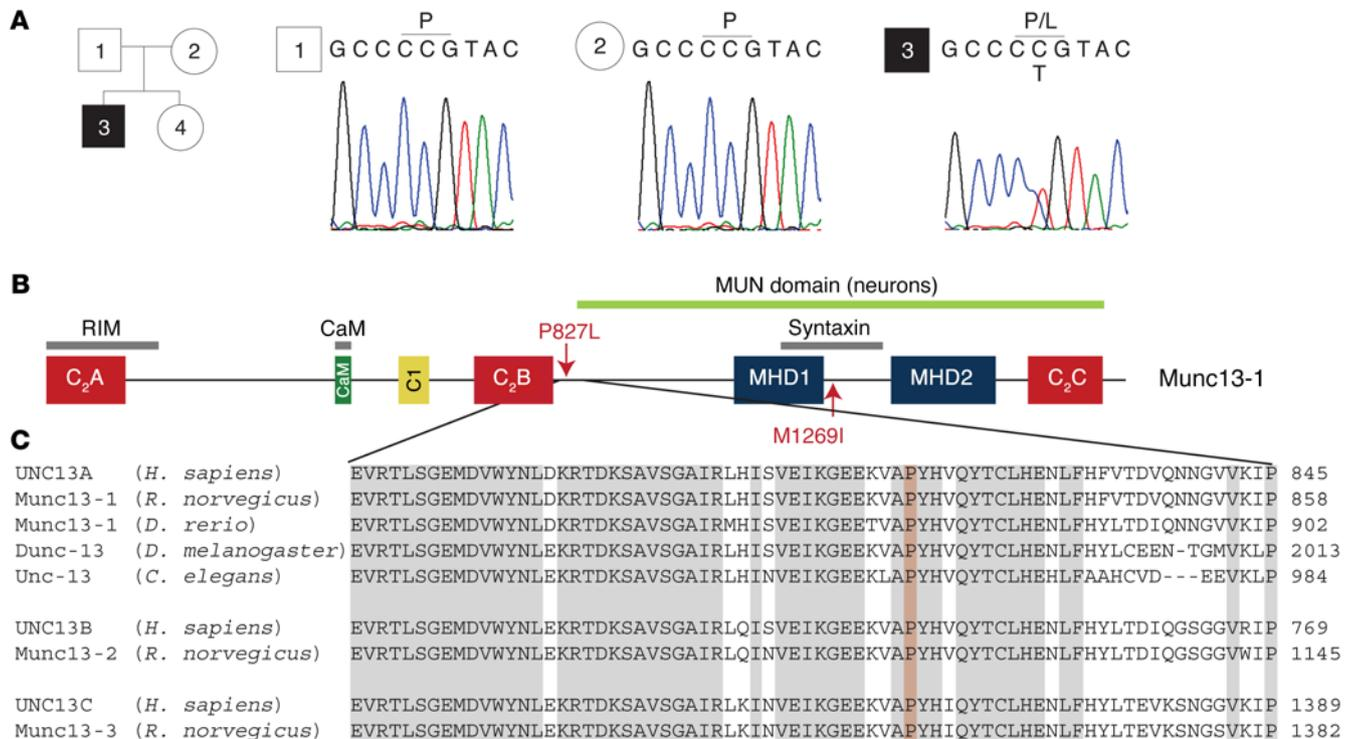 A
P P P/L
1 2 1 GCCCCGTAC 2 GCCCCGTAC 3 GCCCCGTAC
T
3 4
B
MUN domain (neurons)
RIM CaM P827L Syntaxin
C2A CaM C1 C2B MHD1 MHD2 C2C Munc13-1
M1269I
C
UNC13A (H. sapiens) EVRTLSGEMDVWYNLDKRTDKSAVSGAIRLHISVEIKGEEKVAPYHVQYTCLHENLFHFVTDVQNNGVVKIP 845
Munc13-1 (R. norvegicus) EVRTLSGEMDVWYNLDKRTDKSAVSGAIRLHISVEIKGEEKVAPYHVQYTCLHENLFHFVTDVQNNGVVKIP 858
Munc13-1 (D. rerio) EVRTLSGEMDVWYNLDKRTDKSAVSGAIRMHISVEIKGEETVAPYHVQYTCLHENLFHYLTDIQNNGVVKIP 902
Dunc-13 (D. melanogaster) EVRTLSGEMDVWYNLEKRTDKSAVSGAIRLHISVEIKGEEKVAPYHVQYTCLHENLFHYLCEEN-TGMVKLP 2013
Unc-13 (C. elegans) EVRTLSGEMDVWYNLEKRTDKSAVSGAIRLHINVEIKGEEKLAPYHVQYTCLHEHLFAAHCVD---EEVKLP 984
UNC13B (H. sapiens) EVRTLSGEMDVWYNLEKRTDKSAVSGAIRLQISVEIKGEEKVAPYHVQYTCLHENLFHYLTDIQGSGGVRIP 769
Munc13-2 (R. norvegicus) EVRTLSGEMDVWYNLEKRTDKSAVSGAIRLQINVEIKGEEKVAPYHVQYTCLHENLFHYLTDIQGSGGVWIP 1145
UNC13C (H. sapiens) EVRTLSGEMDVWYNLEKRTDKSAVSGAIRLKINVEIKGEEKVAPYHIQYTCLHENLFHYLTEVKSNGGVKIP 1389
Munc13-3 (R. norvegicus) EVRTLSGEMDVWYNLEKRTDKSAVSGAIRLKINVEIKGEEKVAPYHIQYTCLHENLFHYLTEVKSNGSVKIP 1382